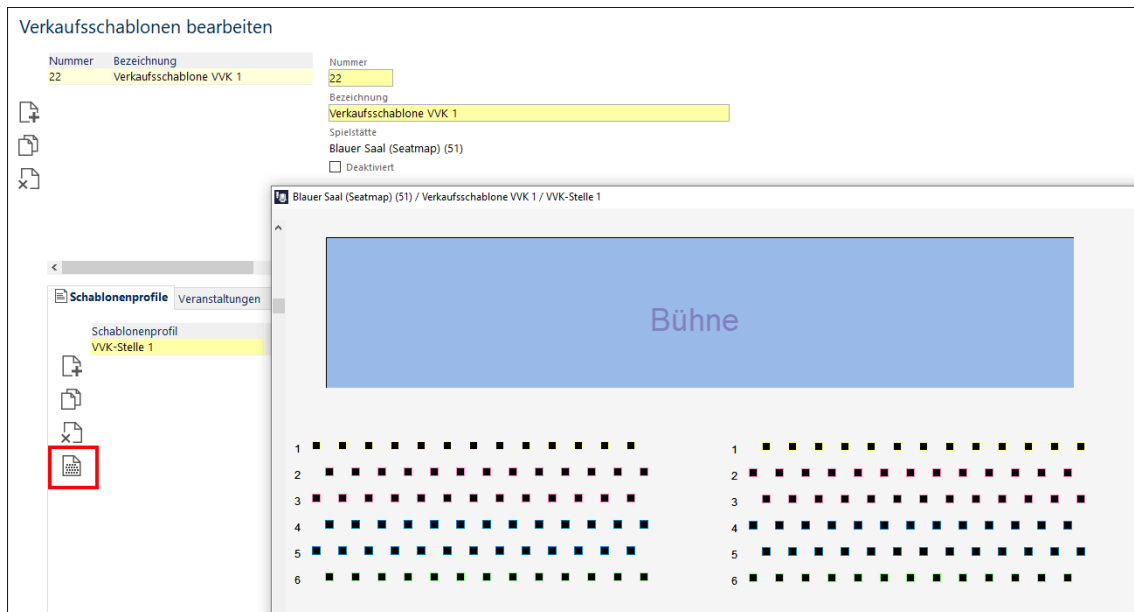 Verkaufsschablonen bearbeiten
Nummer Bezeichnung
22 Verkaufsschablone VVK 1
Nummer
22
Bezeichnung
Verkaufsschablone VVK 1
Spielstätte
Blauer Saal (Seatmap) (51)
Deaktiviert
Blauer Saal (Seatmap) (51) / Verkaufsschablone VVK 1 / VVK-Stelle 1
Schablonenprofile Veranstaltungen
Schablonenprofil
VVK-Stelle 1
Bühne
1 1
2 2
3 3
4 4
5 5
6 6